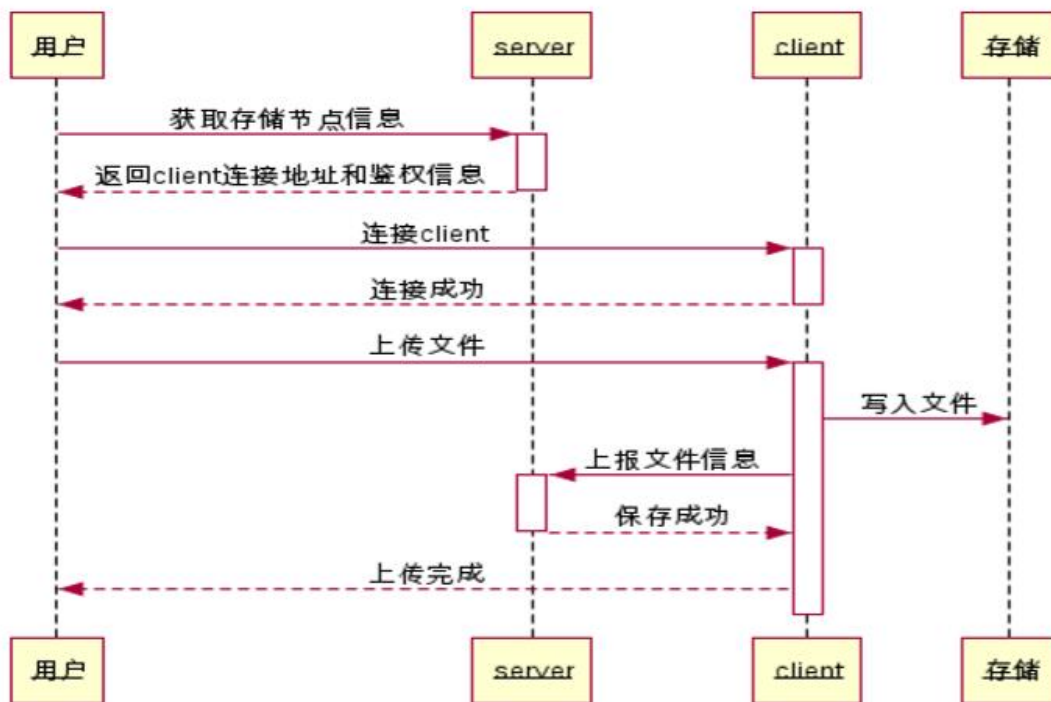 用户
server
client
存储
获取存储节点信息
返回client连接地址和鉴权信息
连接client
连接成功
上传文件
写入文件
上报文件信息
保存成功
上传完成
用户
server
client
存储